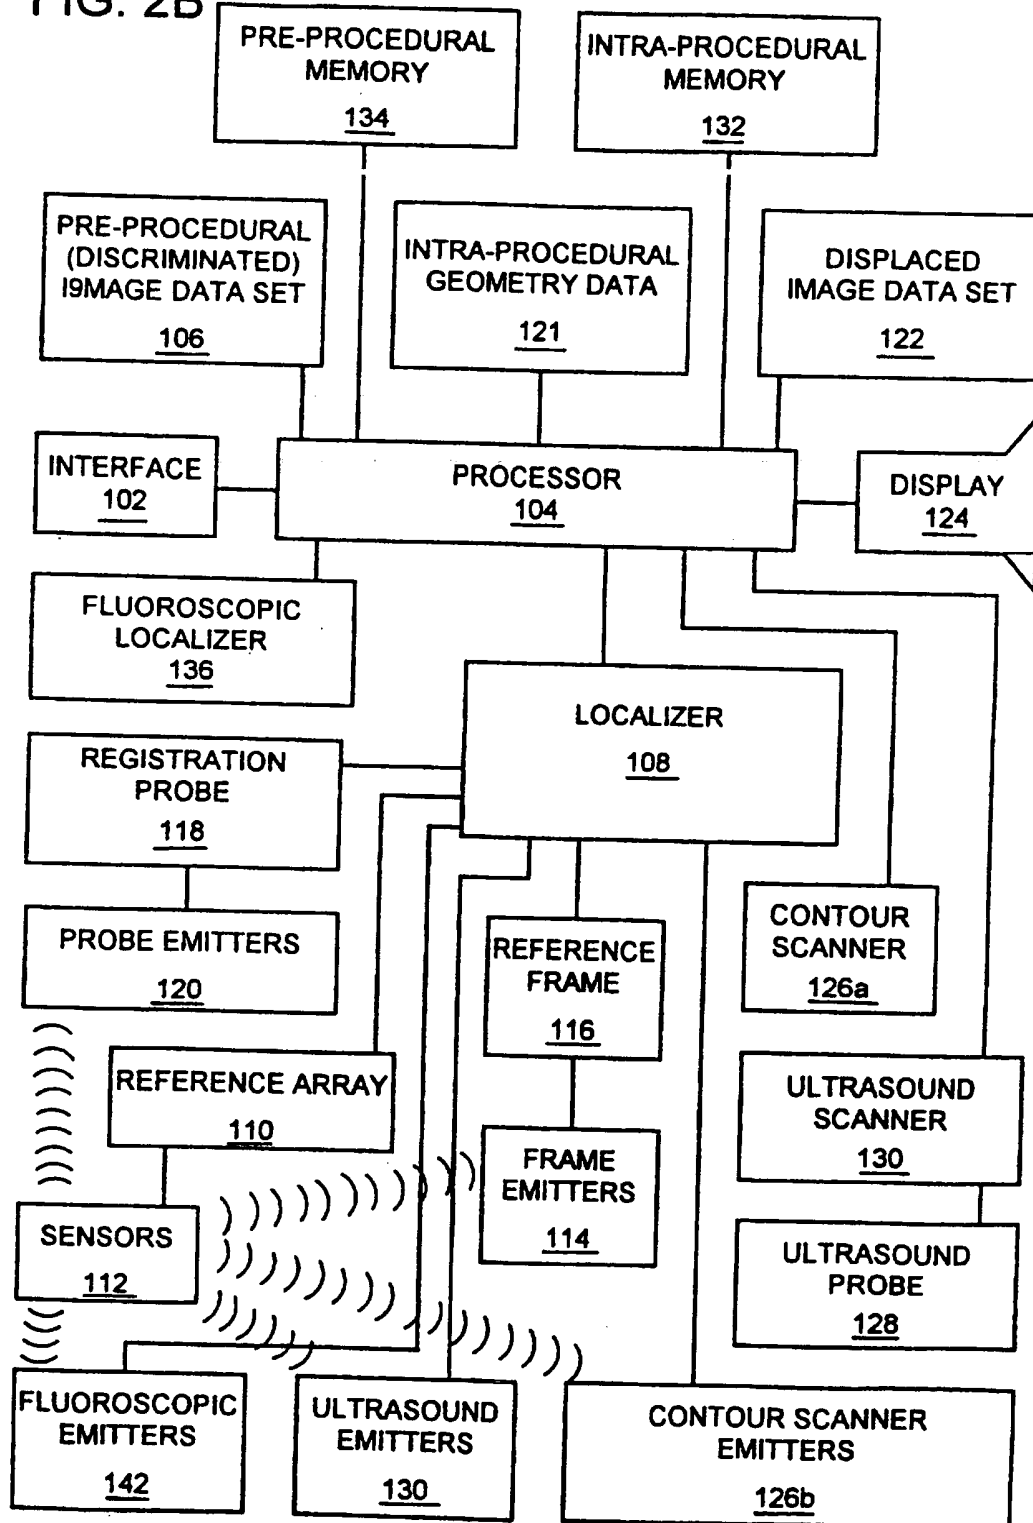 FIG. 2B
PRE-PROCEDURAL
MEMORY
134
INTRA-PROCEDURAL
MEMORY
132
PRE-PROCEDURAL
(DISCRIMINATED)
I9MAGE DATA SET
106
INTRA-PROCEDURAL
GEOMETRY DATA
121
DISPLACED
IMAGE DATA SET
122
INTERFACE
102
PROCESSOR
104
DISPLAY
124
FLUOROSCOPIC
LOCALIZER
136
LOCALIZER
108
REGISTRATION
PROBE
118
PROBE EMITTERS
120
REFERENCE
FRAME
116
CONTOUR
SCANNER
126a
REFERENCE ARRAY
110
ULTRASOUND
SCANNER
130
FRAME
EMITTERS
114
SENSORS
112
ULTRASOUND
PROBE
128
FLUOROSCOPIC
EMITTERS
142
ULTRASOUND
EMITTERS
130
CONTOUR SCANNER
EMITTERS
126b